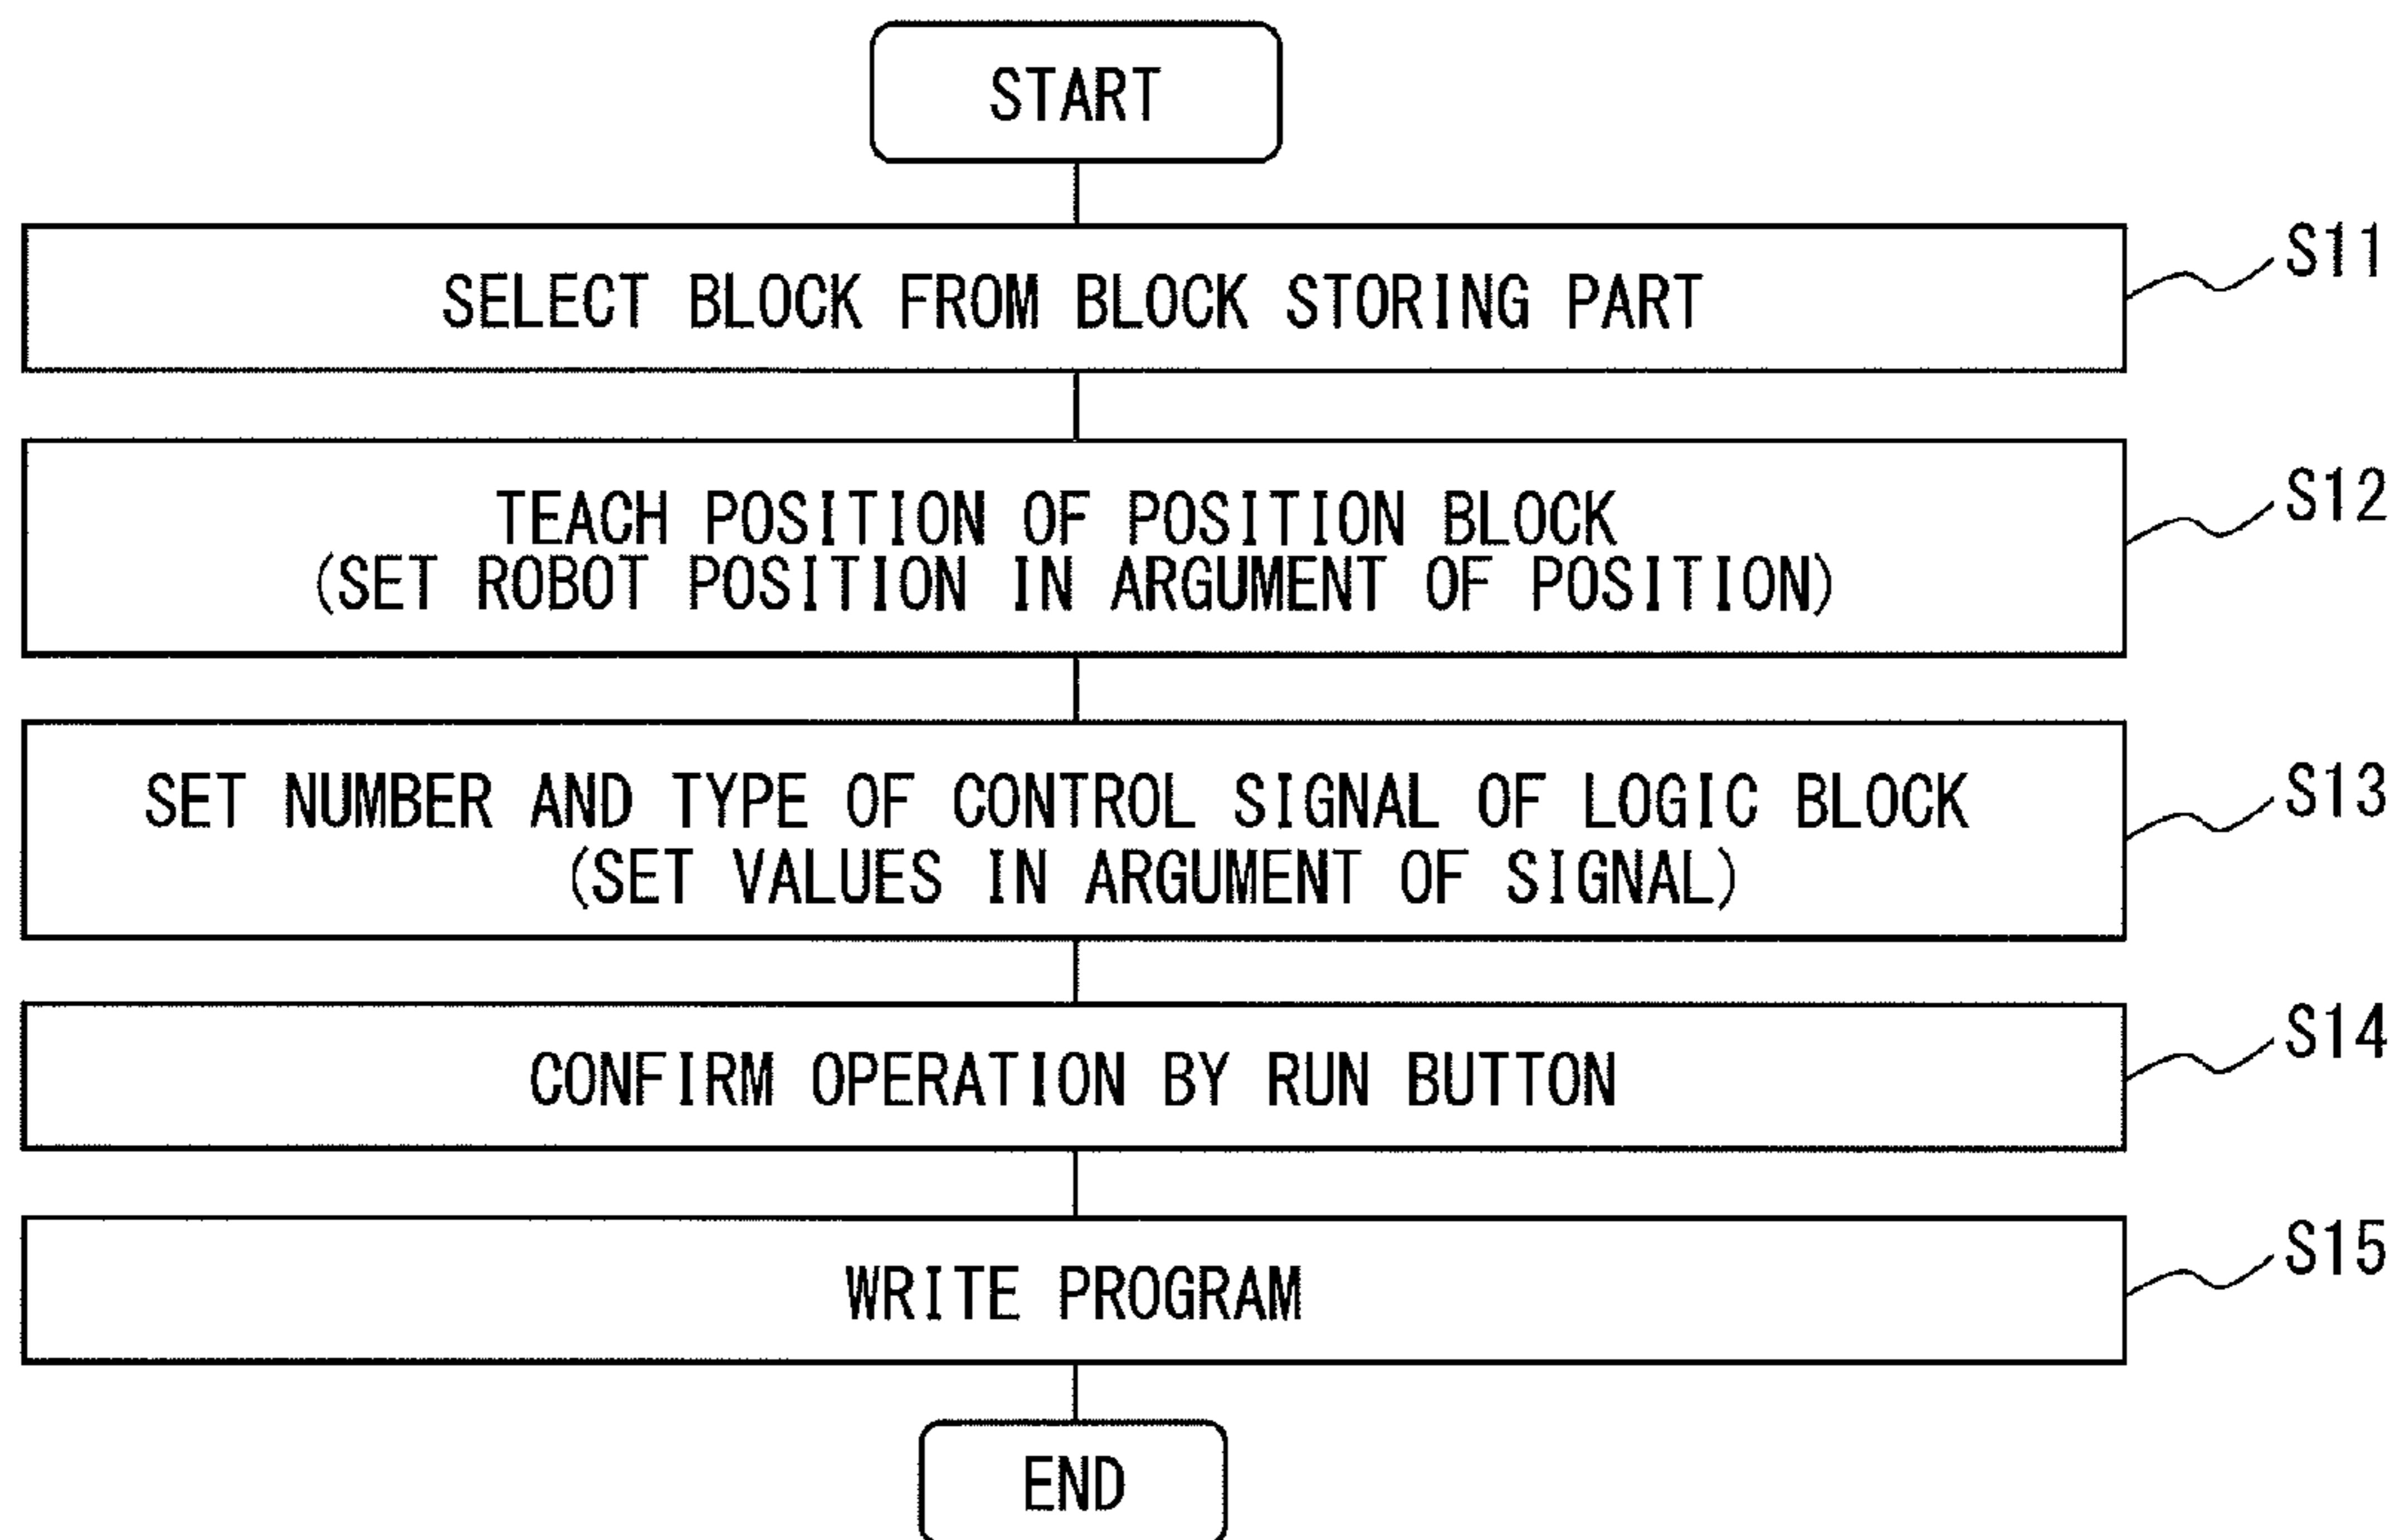 START
SELECT BLOCK FROM BLOCK STORING PART
S11
TEACH POSITION OF POSITION BLOCK
(SET ROBOT POSITION IN ARGUMENT OF POSITION)
S12
SET NUMBER AND TYPE OF CONTROL SIGNAL OF LOGIC BLOCK
(SET VALUES IN ARGUMENT OF SIGNAL)
S13
CONFIRM OPERATION BY RUN BUTTON
S14
WRITE PROGRAM
S15
END